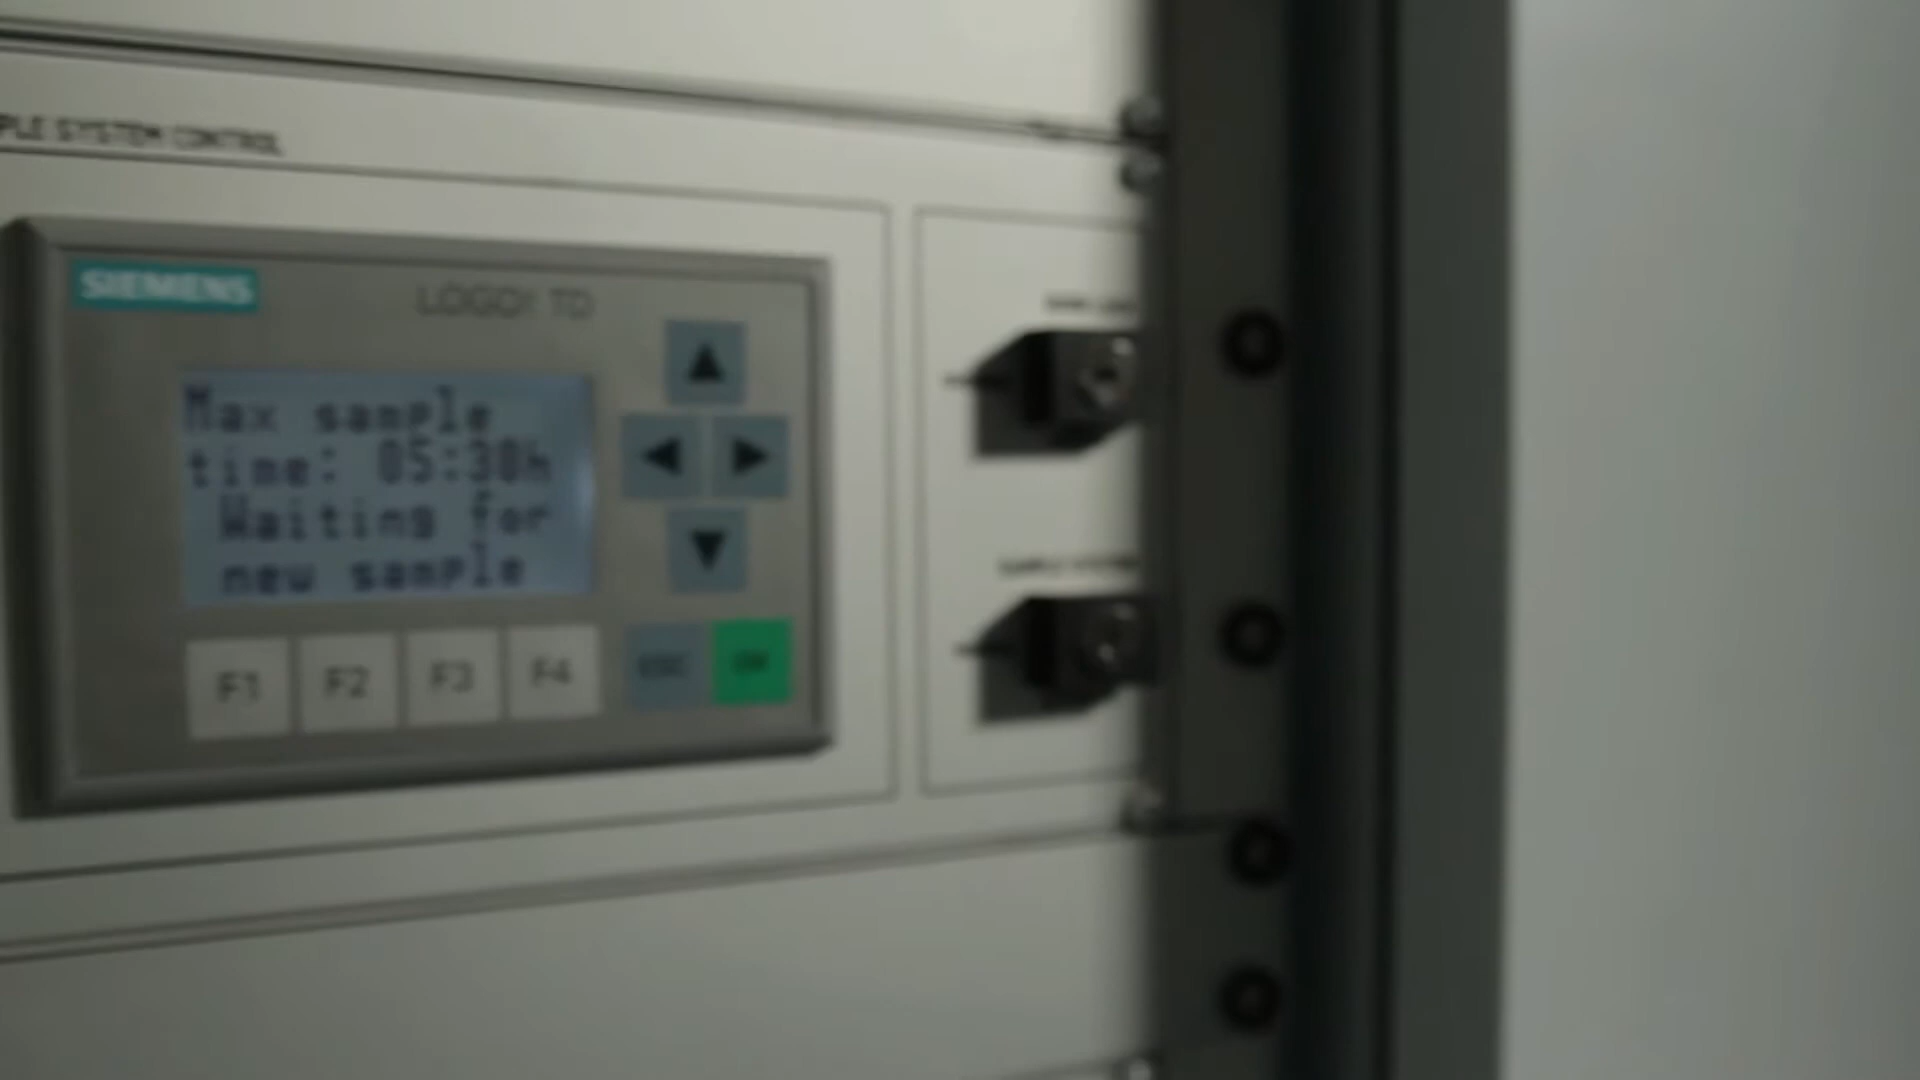 PLE SYSTEM CONTROL
SIEMENS
LOGO! TD
Max sample
time: 05:30h
Waiting for
new sample
F1 F2 F3 F4 ESC OK